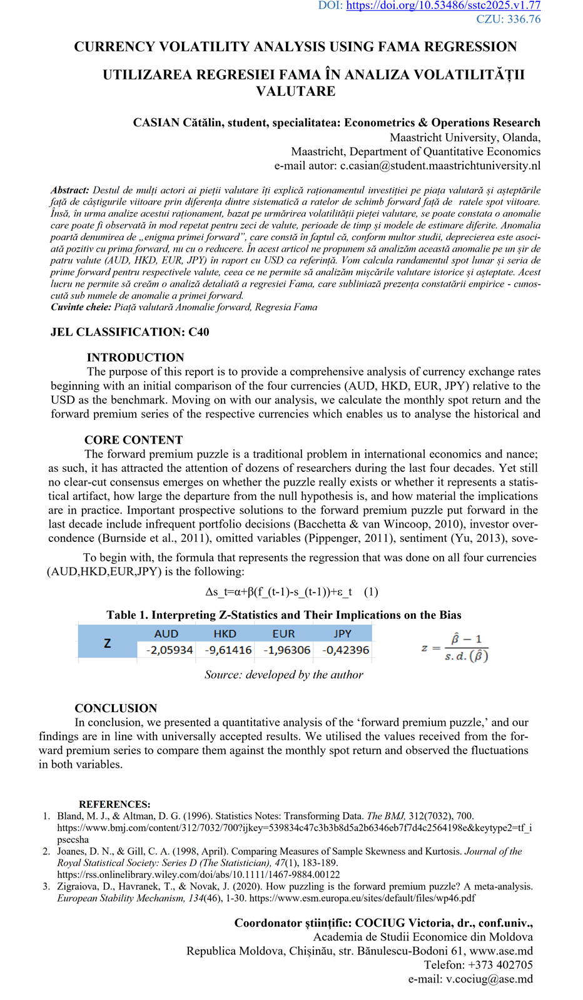 DOI: https://doi.org/10.53486/sstc2025.v1.77
CZU: 336.76
CURRENCY VOLATILITY ANALYSIS USING FAMA REGRESSION
UTILIZAREA REGRESIEI FAMA ÎN ANALIZA VOLATILITĂȚII
VALUTARE
CASIAN Cătălin, student, specialitatea: Econometrics & Operations Research
Maastricht University, Olanda,
Maastricht, Department of Quantitative Economics
e-mail autor: c.casian@student.maastrichtuniversity.nl
Abstract: Destul de mulți actori ai pieții valutare îți explică raționamentul investiției pe piața valutară și așteptările
față de câștigurile viitoare prin diferența dintre sistematică a ratelor de schimb forward față de ratele spot viitoare.
Însă, în urma analize acestui raționament, bazat pe urmărirea volatilității pieței valutare, se poate constata o anomalie
care poate fi observată în mod repetat pentru zeci de valute, perioade de timp și modele de estimare diferite. Anomalia
poartă denumirea de „enigma primei forward”, care constă în faptul că, conform multor studii, deprecierea este asoci-
ată pozitiv cu prima forward, nu cu o reducere. În acest articol ne propunem să analizăm această anomalie pe un șir de
patru valute (AUD, HKD, EUR, JPY) în raport cu USD ca referință. Vom calcula randamentul spot lunar și seria de
prime forward pentru respectivele valute, ceea ce ne permite să analizăm mișcările valutare istorice și așteptate. Acest
lucru ne permite să creăm o analiză detaliată a regresiei Fama, care subliniază prezența constatării empirice - cunos-
cută sub numele de anomalie a primei forward.
Cuvinte cheie: Piață valutară Anomalie forward, Regresia Fama
JEL CLASSIFICATION: C40
INTRODUCTION
The purpose of this report is to provide a comprehensive analysis of currency exchange rates
beginning with an initial comparison of the four currencies (AUD, HKD, EUR, JPY) relative to the
USD as the benchmark. Moving on with our analysis, we calculate the monthly spot return and the
forward premium series of the respective currencies which enables us to analyse the historical and
CORE CONTENT
The forward premium puzzle is a traditional problem in international economics and nance;
as such, it has attracted the attention of dozens of researchers during the last four decades. Yet still
no clear-cut consensus emerges on whether the puzzle really exists or whether it represents a statis-
tical artifact, how large the departure from the null hypothesis is, and how material the implications
are in practice. Important prospective solutions to the forward premium puzzle put forward in the
last decade include infrequent portfolio decisions (Bacchetta & van Wincoop, 2010), investor over-
condence (Burnside et al., 2011), omitted variables (Pippenger, 2011), sentiment (Yu, 2013), sove-
To begin with, the formula that represents the regression that was done on all four currencies
(AUD,HKD,EUR,JPY) is the following:
Δs_t=α+β(f_(t-1)-s_(t-1))+ε_t (1)
Table 1. Interpreting Z-Statistics and Their Implications on the Bias
Z AUD HKD EUR JPY
-2,05934 -9,61416 -1,96306 -0,42396
z = (β̂ − 1) / s.d.(β̂)
Source: developed by the author
CONCLUSION
In conclusion, we presented a quantitative analysis of the ‘forward premium puzzle,’ and our
findings are in line with universally accepted results. We utilised the values received from the for-
ward premium series to compare them against the monthly spot return and observed the fluctuations
in both variables.
REFERENCES:
1. Bland, M. J., & Altman, D. G. (1996). Statistics Notes: Transforming Data. The BMJ, 312(7032), 700.
https://www.bmj.com/content/312/7032/700?ijkey=539834c47c3b3b8d5a2b6346eb7f7d4c2564198e&keytype2=tf_i
psecsha
2. Joanes, D. N., & Gill, C. A. (1998, April). Comparing Measures of Sample Skewness and Kurtosis. Journal of the
Royal Statistical Society: Series D (The Statistician), 47(1), 183-189.
https://rss.onlinelibrary.wiley.com/doi/abs/10.1111/1467-9884.00122
3. Zigraiova, D., Havranek, T., & Novak, J. (2020). How puzzling is the forward premium puzzle? A meta-analysis.
European Stability Mechanism, 134(46), 1-30. https://www.esm.europa.eu/sites/default/files/wp46.pdf
Coordonator științific: COCIUG Victoria, dr., conf.univ.,
Academia de Studii Economice din Moldova
Republica Moldova, Chișinău, str. Bănulescu-Bodoni 61, www.ase.md
Telefon: +373 402705
e-mail: v.cociug@ase.md